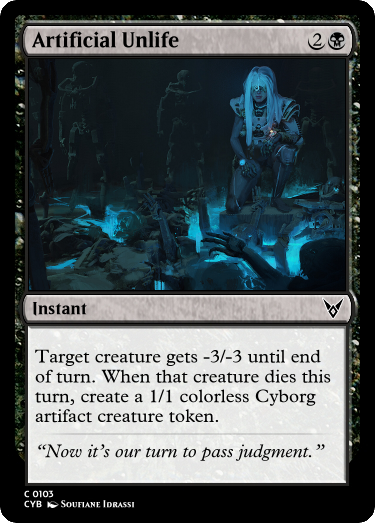 Artificial Unlife 2
Instant
Target creature gets -3/-3 until end
of turn. When that creature dies this
turn, create a 1/1 colorless Cyborg
artifact creature token.
“Now it’s our turn to pass judgment.”
C 0103
CYB Soufiane Idrassi